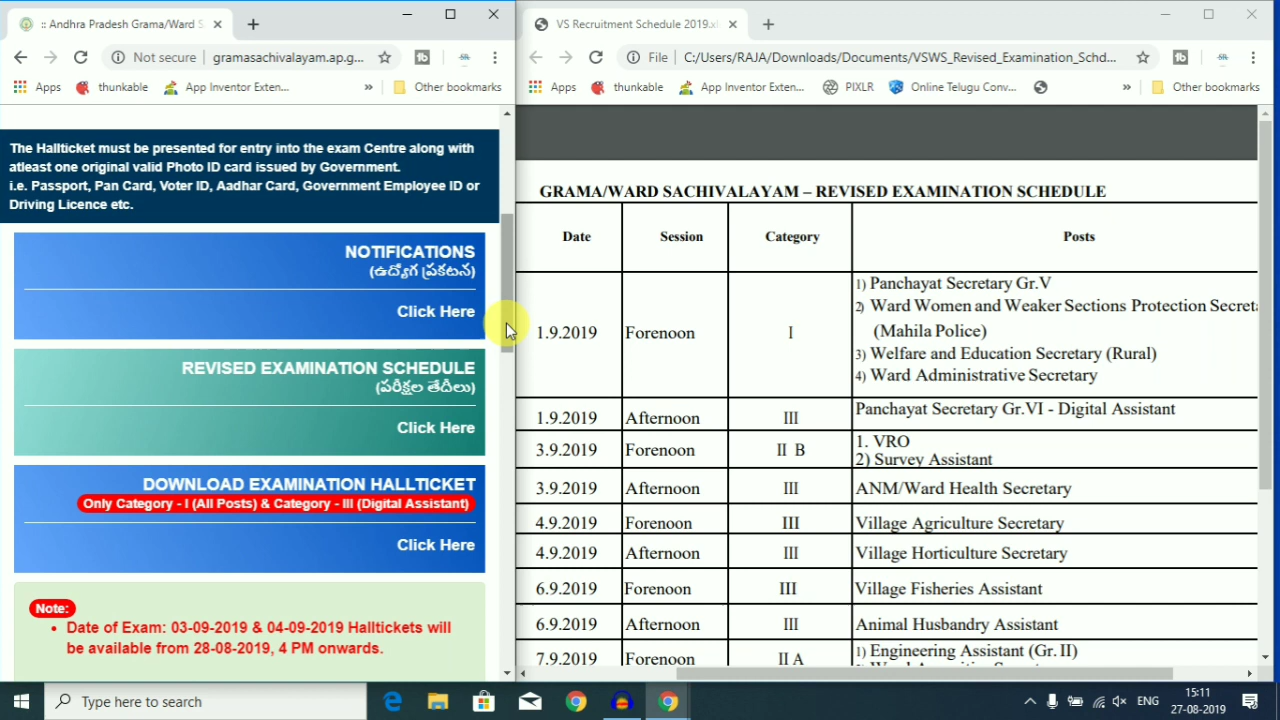 :: Andhra Pradesh Grama/Ward S
Not secure
gramasachivalayam.ap.g...
Apps
thunkable
App Inventor Exten...
»
Other bookmarks
The Hallticket must be presented for entry into the exam Centre along with
atleast one original valid Photo ID card issued by Government.
i.e. Passport, Pan Card, Voter ID, Aadhar Card, Government Employee ID or
Driving Licence etc.
NOTIFICATIONS
(ఉద్యోగ ప్రకటన)
Click Here
REVISED EXAMINATION SCHEDULE
(పరీక్షల తేదీలు)
Click Here
DOWNLOAD EXAMINATION HALLTICKET
Only Category - I (All Posts) & Category - III (Digital Assistant)
Click Here
Note:
• Date of Exam: 03-09-2019 & 04-09-2019 Halltickets will
be available from 28-08-2019, 4 PM onwards.
VS Recruitment Schedule 2019.xl
File
C:/Users/RAJA/Downloads/Documents/VSWS_Revised_Examination_Schd...
Apps
thunkable
App Inventor Exten...
PIXLR
Online Telugu Conv...
»
Other bookmarks
GRAMA/WARD SACHIVALAYAM – REVISED EXAMINATION SCHEDULE
Date Session Category Posts
1) Panchayat Secretary Gr.V
2) Ward Women and Weaker Sections Protection Secreta
1.9.2019 Forenoon I (Mahila Police)
3) Welfare and Education Secretary (Rural)
4) Ward Administrative Secretary
1.9.2019 Afternoon III Panchayat Secretary Gr.VI - Digital Assistant
3.9.2019 Forenoon II B 1. VRO
2) Survey Assistant
3.9.2019 Afternoon III ANM/Ward Health Secretary
4.9.2019 Forenoon III Village Agriculture Secretary
4.9.2019 Afternoon III Village Horticulture Secretary
6.9.2019 Forenoon III Village Fisheries Assistant
6.9.2019 Afternoon III Animal Husbandry Assistant
7.9.2019 Forenoon II A 1) Engineering Assistant (Gr. II)
Type here to search
ENG
15:11
27-08-2019